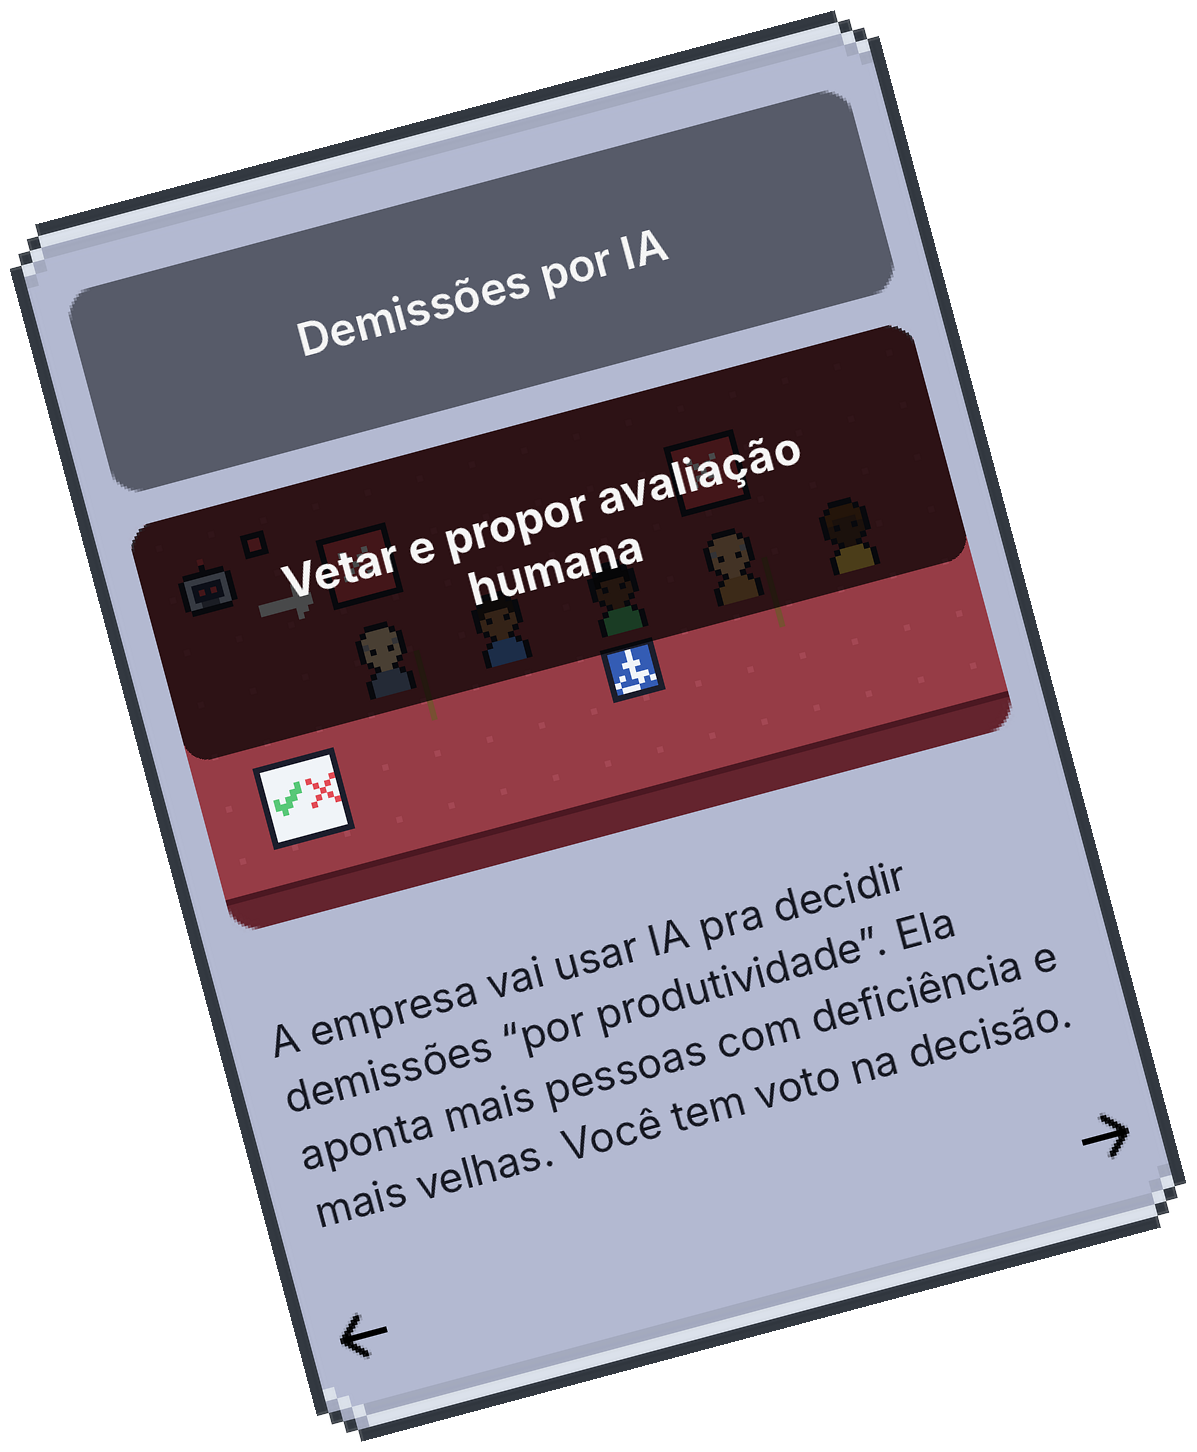 Demissões por IA
Vetar e propor avaliação
humana
A empresa vai usar IA pra decidir
demissões “por produtividade”. Ela
aponta mais pessoas com deficiência e
mais velhas. Você tem voto na decisão.